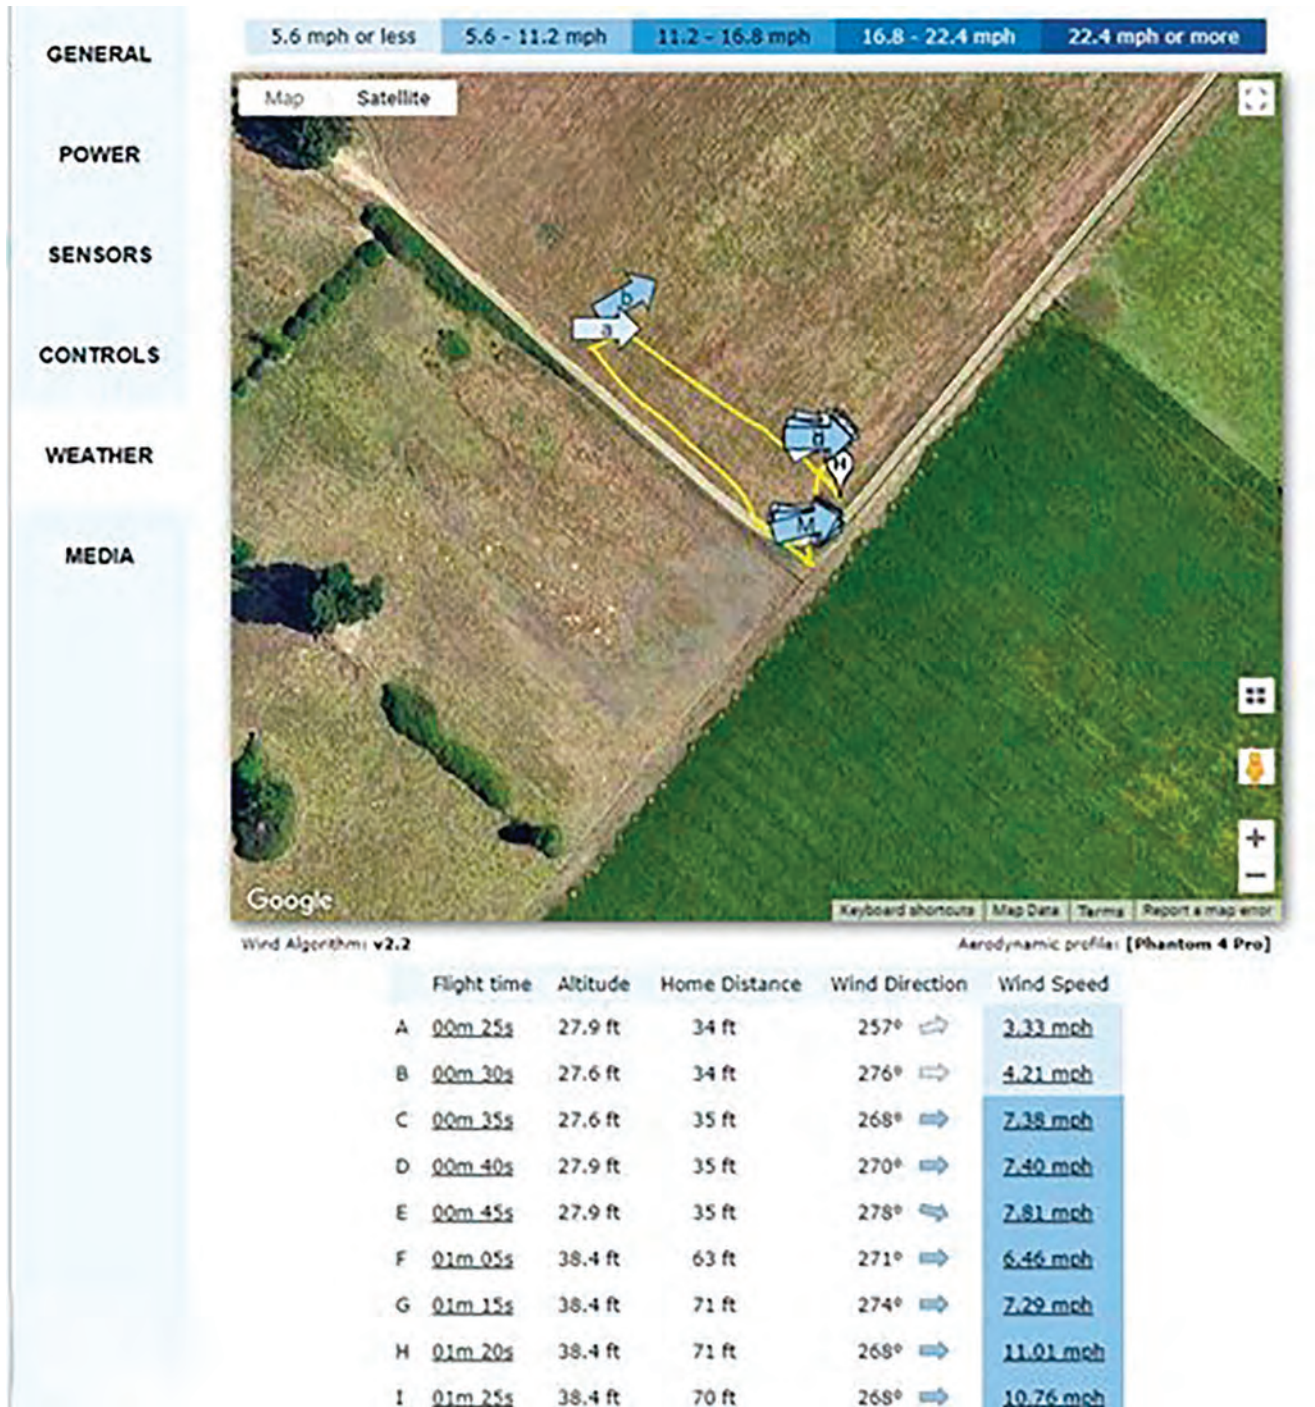 5.6 mph or less 5.6 - 11.2 mph 11.2 - 16.8 mph 16.8 - 22.4 mph 22.4 mph or more
GENERAL
POWER
SENSORS
CONTROLS
WEATHER
MEDIA
Map Satellite
b
a
d
H
M
Google
Keyboard shortcuts Map Data Terms Report a map error
Wind Algorithm: v2.2 Aerodynamic profile: [Phantom 4 Pro]
Flight time Altitude Home Distance Wind Direction Wind Speed
A 00m 25s 27.9 ft 34 ft 257° 3.33 mph
B 00m 30s 27.6 ft 34 ft 276° 4.21 mph
C 00m 35s 27.6 ft 35 ft 268° 7.38 mph
D 00m 40s 27.9 ft 35 ft 270° 7.40 mph
E 00m 45s 27.9 ft 35 ft 278° 7.81 mph
F 01m 05s 38.4 ft 63 ft 271° 6.46 mph
G 01m 15s 38.4 ft 71 ft 274° 7.29 mph
H 01m 20s 38.4 ft 71 ft 268° 11.01 mph
I 01m 25s 38.4 ft 70 ft 268° 10.76 mph